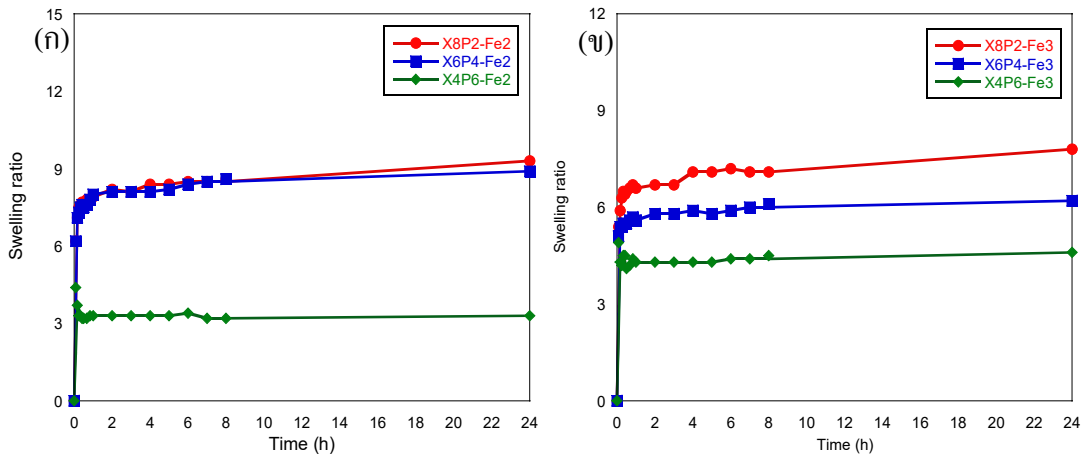 (ก)
15
12
9
6
3
0
Swelling ratio
X8P2-Fe2
X6P4-Fe2
X4P6-Fe2
0 2 4 6 8 10 12 14 16 18 20 22 24
Time (h)
(ข)
12
9
6
3
0
Swelling ratio
X8P2-Fe3
X6P4-Fe3
X4P6-Fe3
0 2 4 6 8 10 12 14 16 18 20 22 24
Time (h)